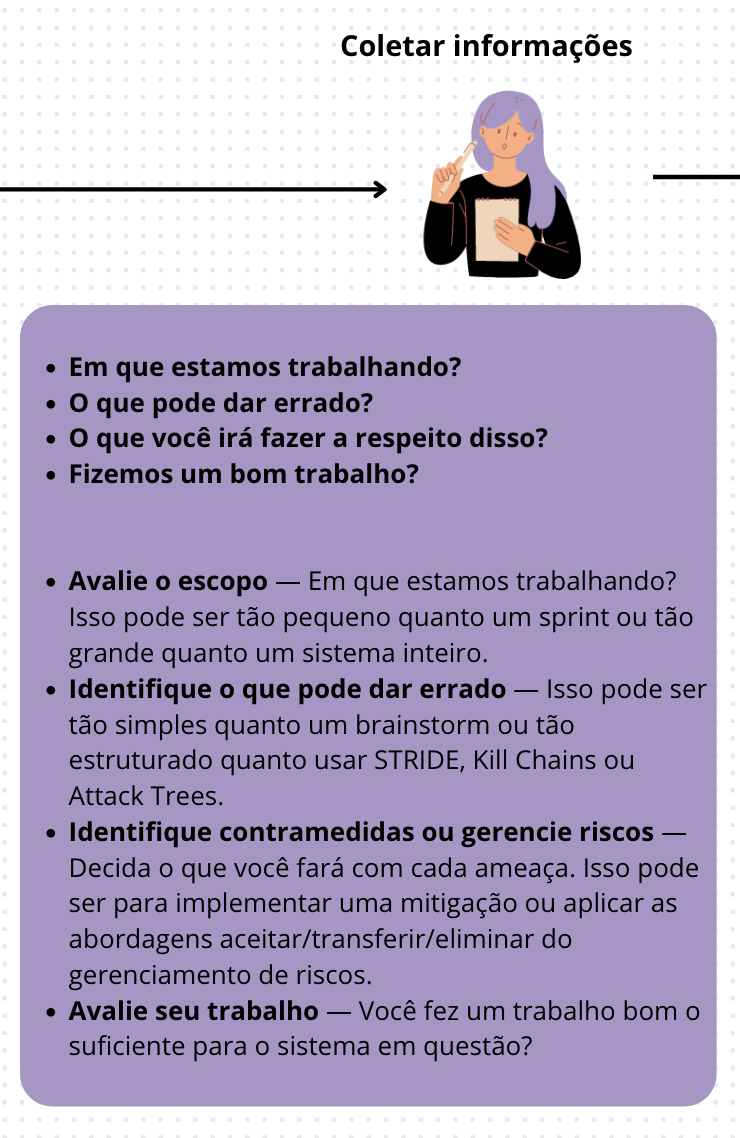 Coletar informações
• Em que estamos trabalhando?
• O que pode dar errado?
• O que você irá fazer a respeito disso?
• Fizemos um bom trabalho?
• Avalie o escopo — Em que estamos trabalhando?
Isso pode ser tão pequeno quanto um sprint ou tão
grande quanto um sistema inteiro.
• Identifique o que pode dar errado — Isso pode ser
tão simples quanto um brainstorm ou tão
estruturado quanto usar STRIDE, Kill Chains ou
Attack Trees.
• Identifique contramedidas ou gerencie riscos —
Decida o que você fará com cada ameaça. Isso pode
ser para implementar uma mitigação ou aplicar as
abordagens aceitar/transferir/eliminar do
gerenciamento de riscos.
• Avalie seu trabalho — Você fez um trabalho bom o
suficiente para o sistema em questão?